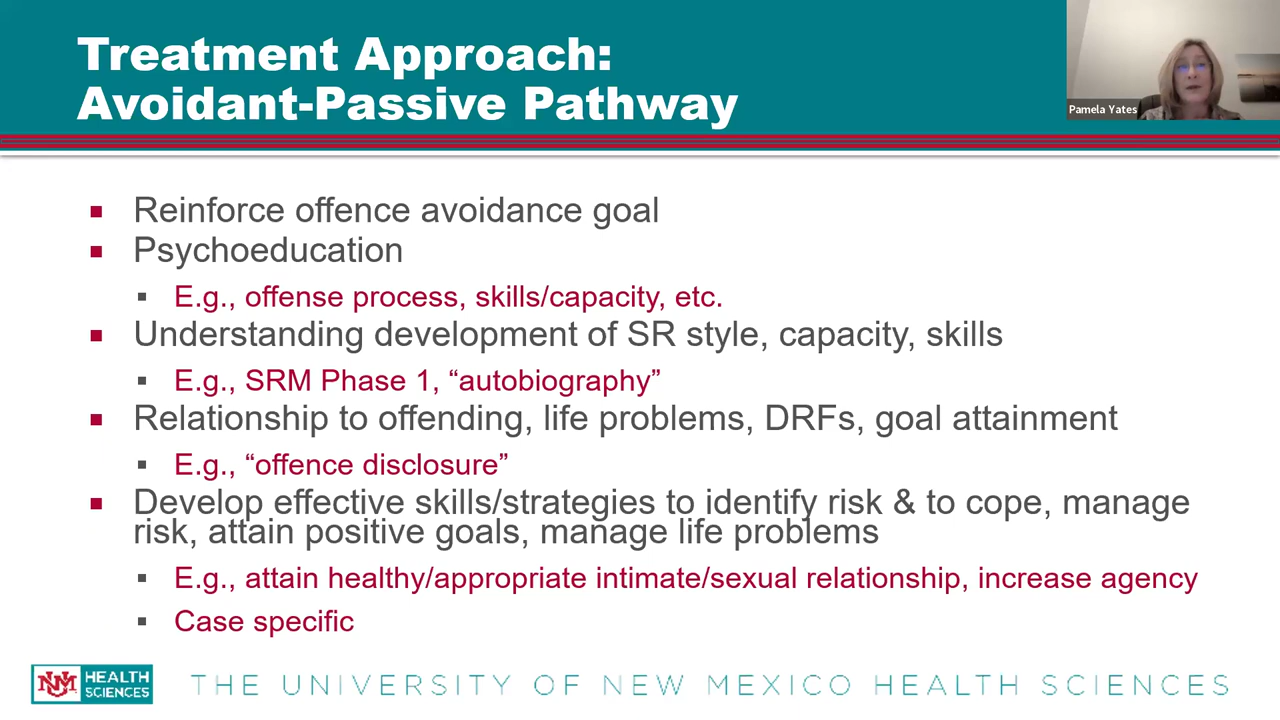 Treatment Approach:
Avoidant-Passive Pathway
Pamela Yates
Reinforce offence avoidance goal
Psychoeducation
E.g., offense process, skills/capacity, etc.
Understanding development of SR style, capacity, skills
E.g., SRM Phase 1, “autobiography”
Relationship to offending, life problems, DRFs, goal attainment
E.g., “offence disclosure”
Develop effective skills/strategies to identify risk & to cope, manage
risk, attain positive goals, manage life problems
E.g., attain healthy/appropriate intimate/sexual relationship, increase agency
Case specific
UNM HEALTH
SCIENCES
THE UNIVERSITY OF NEW MEXICO HEALTH SCIENCES